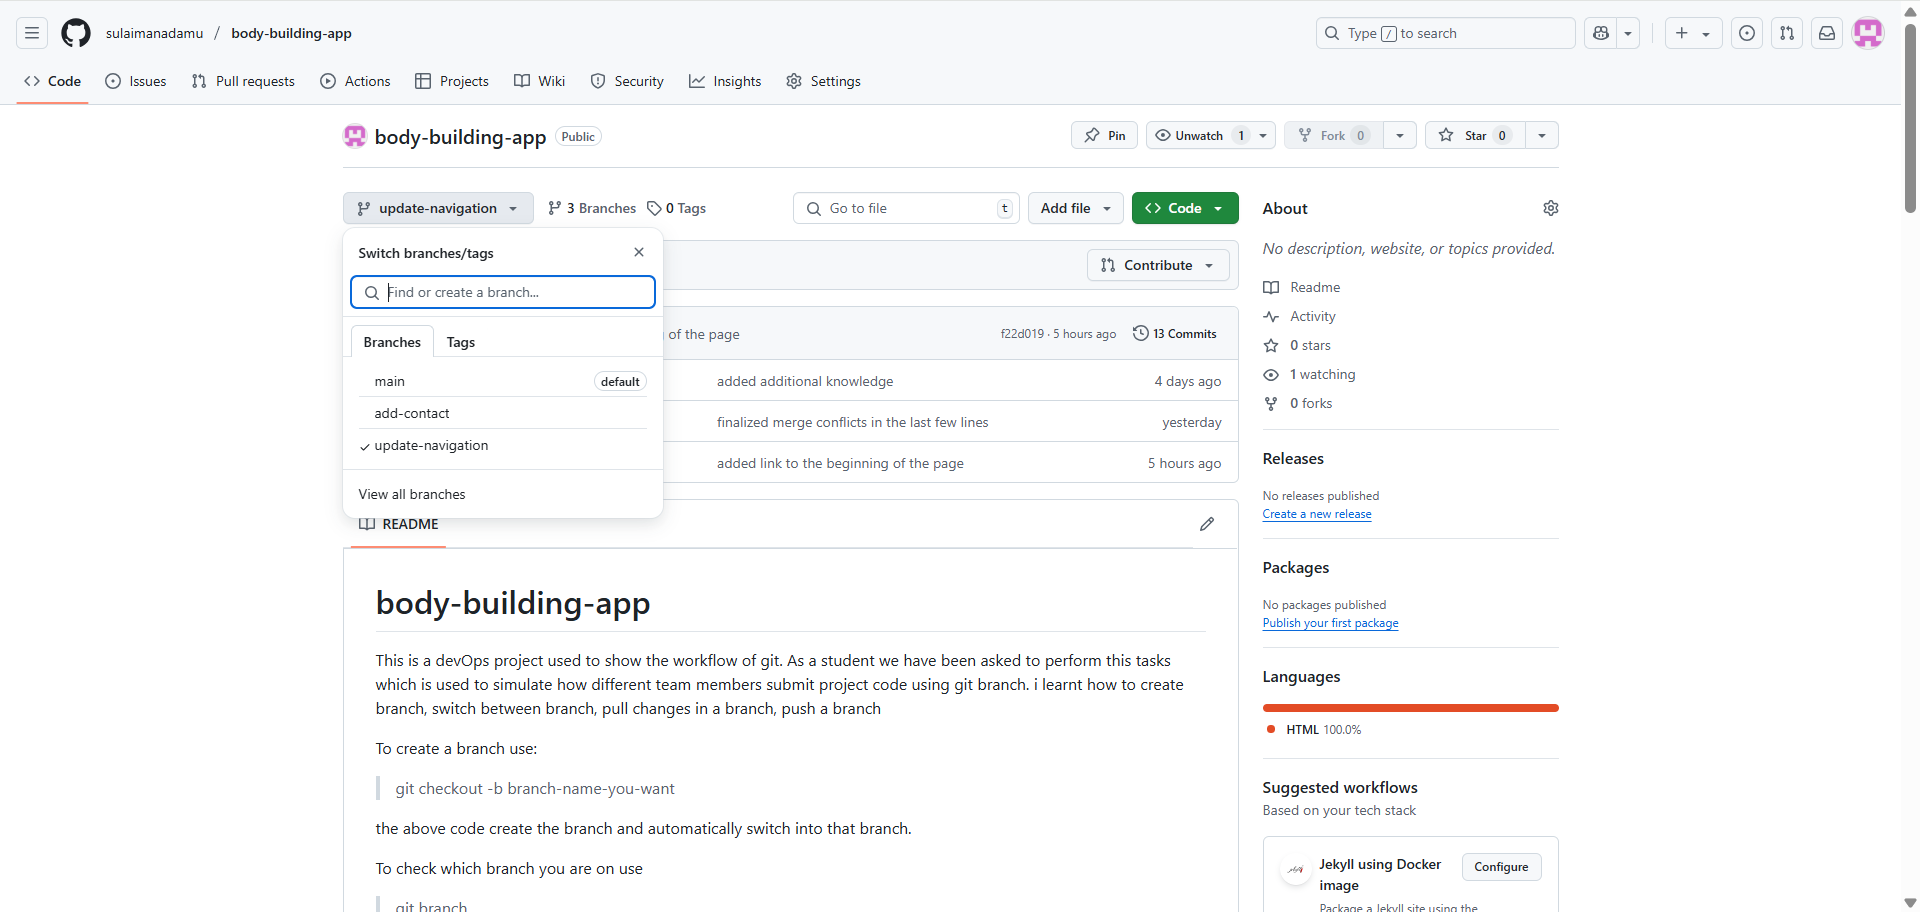 sulaimanadamu / body-building-app
Type / to search
Code
Issues
Pull requests
Actions
Projects
Wiki
Security
Insights
Settings
body-building-app Public
Pin
Unwatch 1
Fork 0
Star 0
update-navigation
3 Branches
0 Tags
Go to file t
Add file
Code
Switch branches/tags
Find or create a branch...
Branches
Tags
main default
add-contact
update-navigation
View all branches
Contribute
of the page f22d019 · 5 hours ago 13 Commits
added additional knowledge 4 days ago
finalized merge conflicts in the last few lines yesterday
added link to the beginning of the page 5 hours ago
README
body-building-app
This is a devOps project used to show the workflow of git. As a student we have been asked to perform this tasks
which is used to simulate how different team members submit project code using git branch. i learnt how to create
branch, switch between branch, pull changes in a branch, push a branch
To create a branch use:
git checkout -b branch-name-you-want
the above code create the branch and automatically switch into that branch.
To check which branch you are on use
git branch
About
No description, website, or topics provided.
Readme
Activity
0 stars
1 watching
0 forks
Releases
No releases published
Create a new release
Packages
No packages published
Publish your first package
Languages
HTML 100.0%
Suggested workflows
Based on your tech stack
Jekyll using Docker
image
Configure
Package a Jekyll site using the